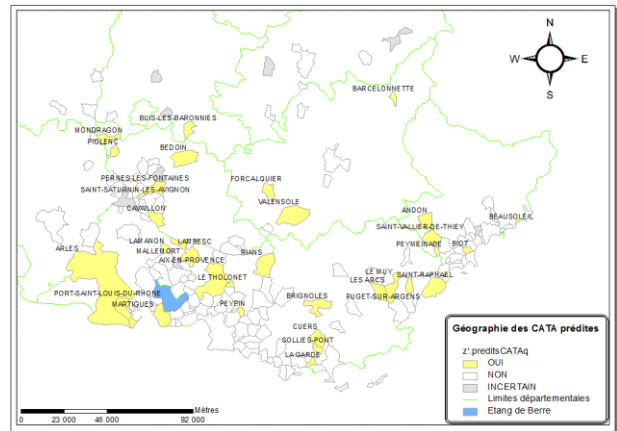 N
W E
S
BARCELONNETTE
BUIS-LES-BARONNIES
MONDRAGON
PIOLENC
BEDOIN
PERNES-LES-FONTAINES
SAINT-SATURNIN-LES-AVIGNON
FORCALQUIER
VALENSOLE
CAVAILLON
ANDON
BEAUSOLEIL
SAINT-VALLIER-DE-THIEY
PEYMEINADE
BIOT
LAMANON
LAMBESC
MALLEMORT
ARLES
AIX-EN-PROVENCE
RIANS
LE THOLONET
LE MUY
LES ARCS
SAINT-RAPHAEL
PORT-SAINT-LOUIS-DU-RHONE
MARTIGUES
PEYPIN
BRIGNOLES
PUGET-SUR-ARGENS
CUERS
SOLLIES-PONT
LA GARDE
Géographie des CATA prédites
z'.preditsCATAq
OUI
NON
INCERTAIN
Limites départementales
Etang de Berre
Mètres
0 23 000 46 000 92 000